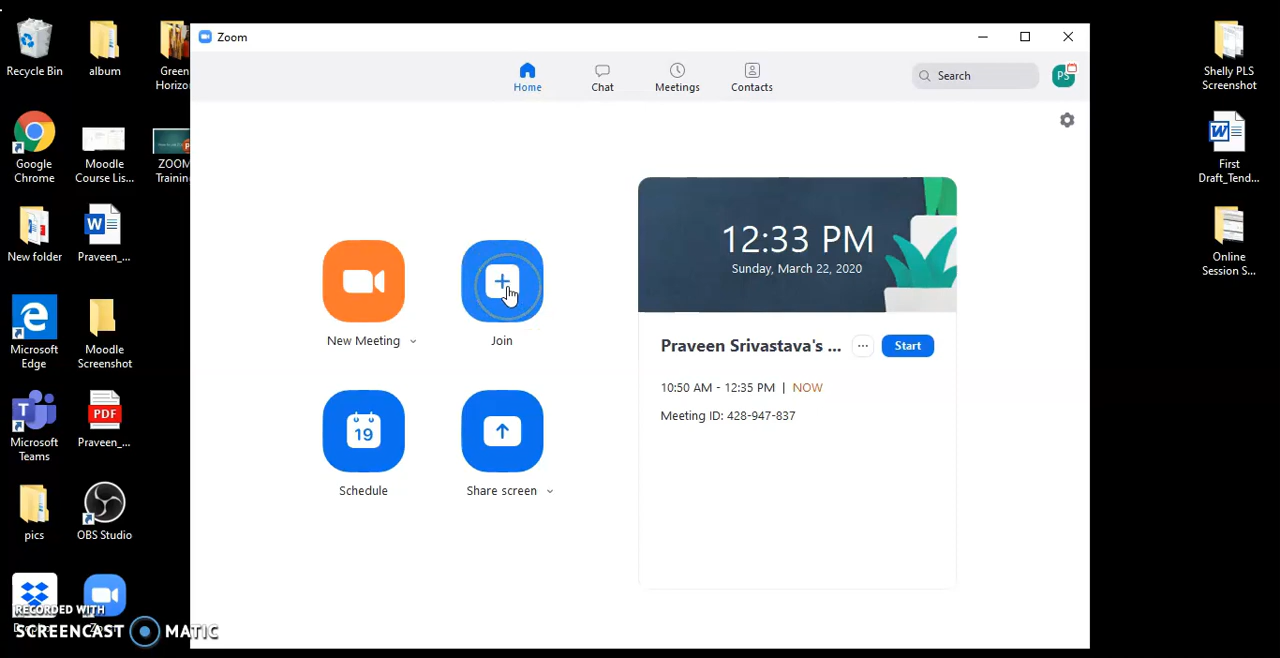 Recycle Bin
album
Green
Horizo
Google
Chrome
Moodle
Course Lis...
ZOOM
Trainin
New folder
Praveen_...
Microsoft
Edge
Moodle
Screenshot
Microsoft
Teams
PDF
Praveen_...
pics
OBS Studio
RECORDED WITH
SCREENCAST MATIC
Zoom
Home
Chat
Meetings
Contacts
Search
PS
New Meeting
Join
19
Schedule
Share screen
12:33 PM
Sunday, March 22, 2020
Praveen Srivastava's ...
Start
10:50 AM - 12:35 PM | NOW
Meeting ID: 428-947-837
Shelly PLS
Screenshot
First
Draft_Tend...
Online
Session S...